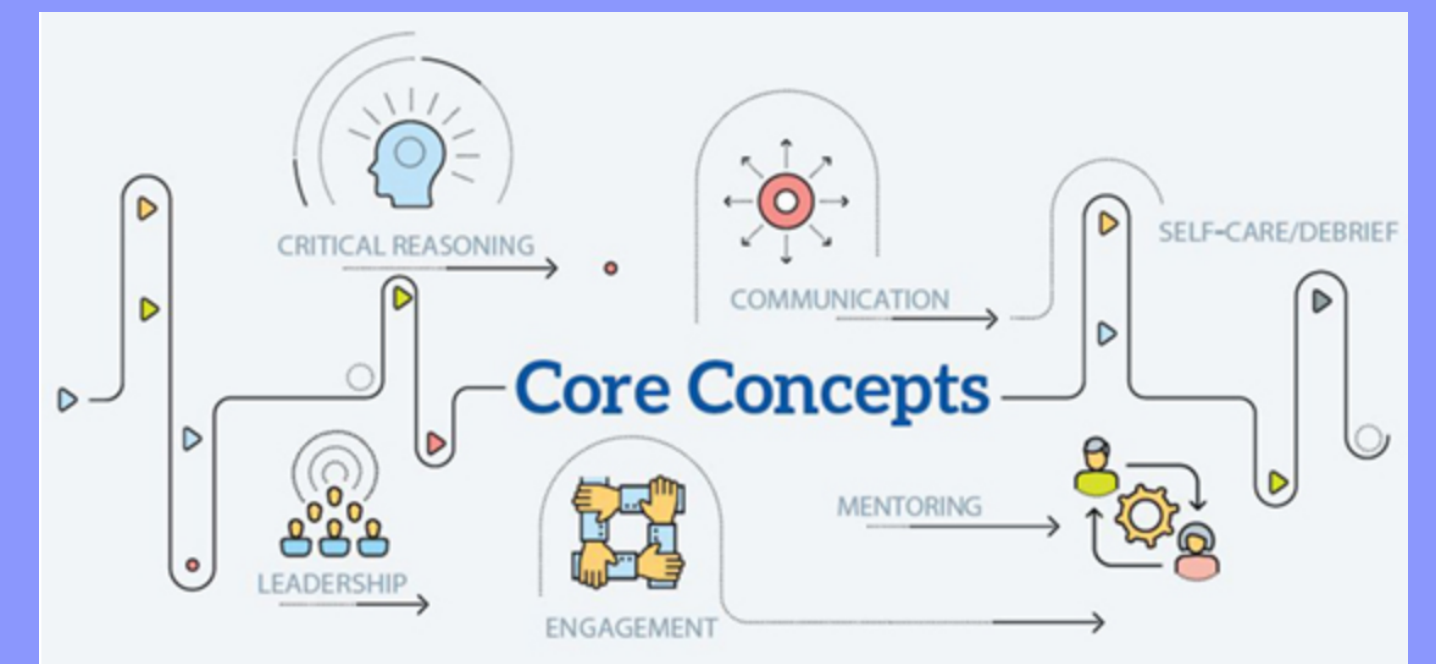 CRITICAL REASONING
COMMUNICATION
SELF-CARE/DEBRIEF
Core Concepts
LEADERSHIP
ENGAGEMENT
MENTORING